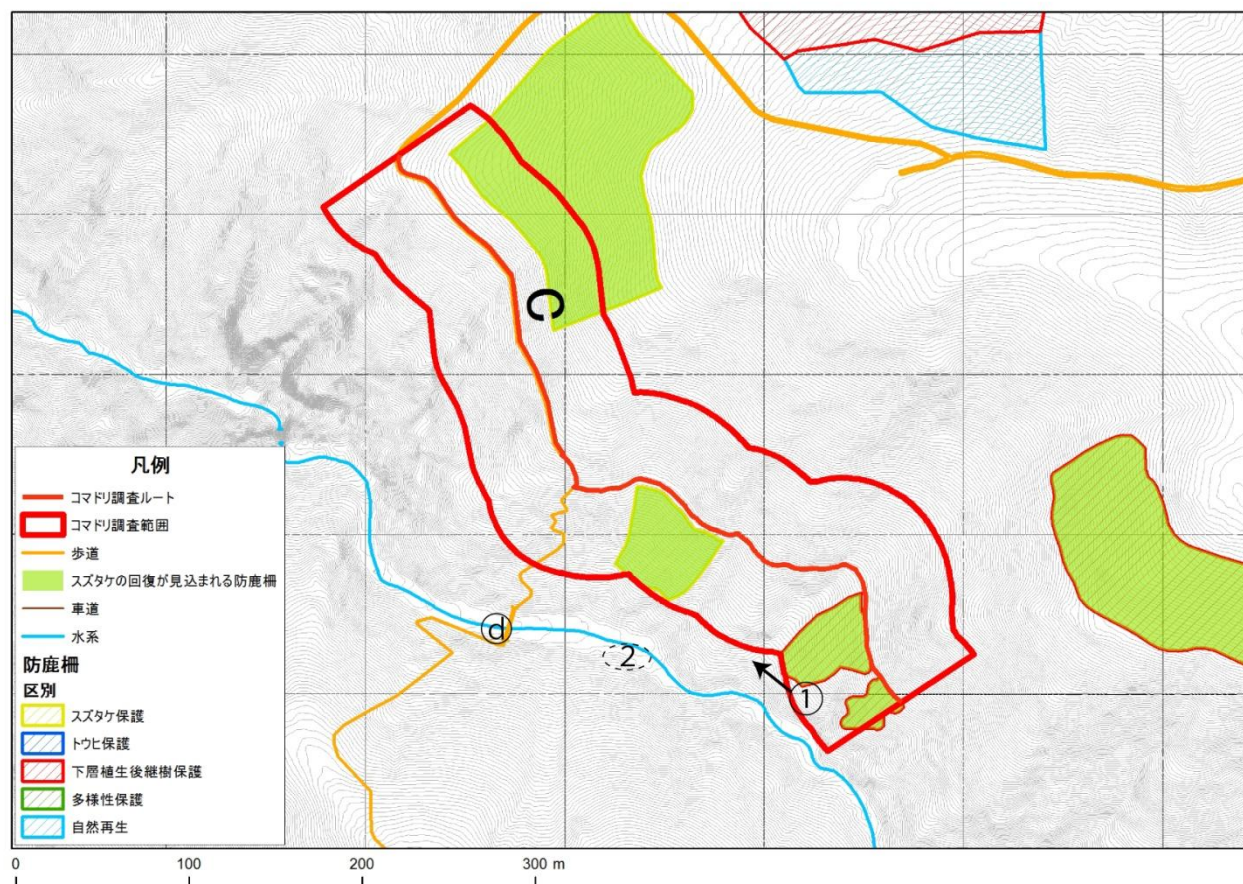 C
凡例
コマドリ調査ルート
コマドリ調査範囲
歩道
スズタケの回復が見込まれる防鹿柵
車道
水系
防鹿柵
区別
スズタケ保護
トウヒ保護
下層植生後継樹保護
多様性保護
自然再生
d
2
1
0 100 200 300 m